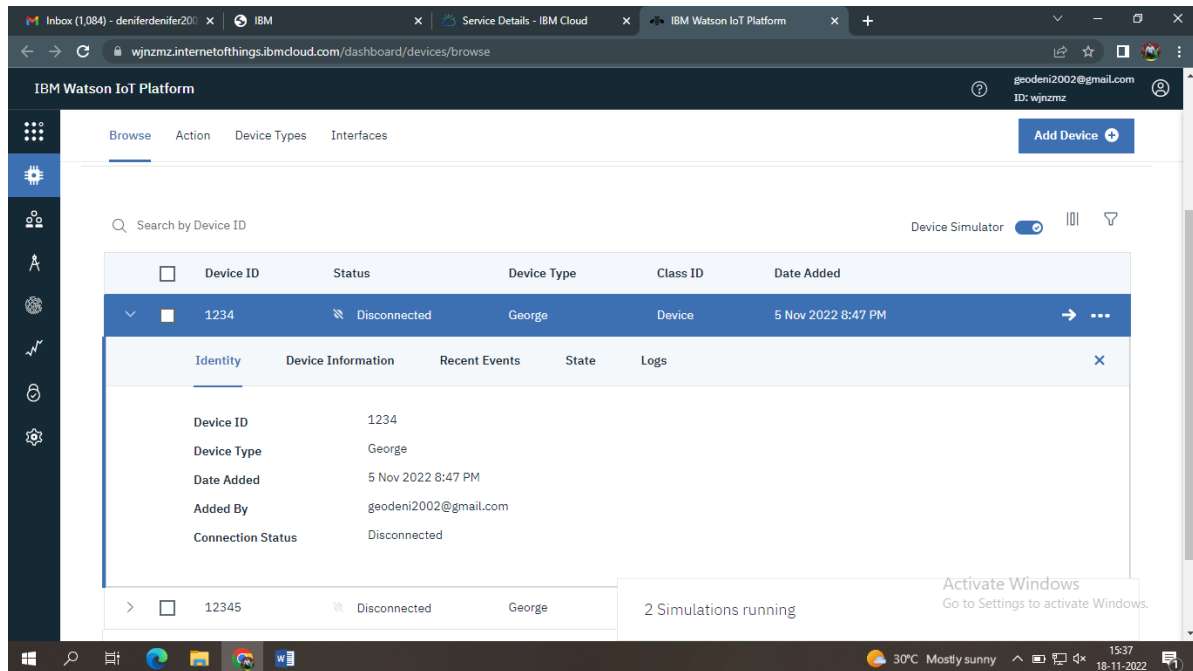 Inbox (1,084) - deniferdenifer200 IBM Service Details - IBM Cloud IBM Watson IoT Platform
wjnzmz.internetofthings.ibmcloud.com/dashboard/devices/browse
IBM Watson IoT Platform
geodeni2002@gmail.com
ID: wjnzmz
Browse Action Device Types Interfaces Add Device
Search by Device ID Device Simulator
Device ID Status Device Type Class ID Date Added
1234 Disconnected George Device 5 Nov 2022 8:47 PM
Identity Device Information Recent Events State Logs
Device ID 1234
Device Type George
Date Added 5 Nov 2022 8:47 PM
Added By geodeni2002@gmail.com
Connection Status Disconnected
12345 Disconnected George
2 Simulations running
Activate Windows
Go to Settings to activate Windows.
30°C Mostly sunny
15:37
18-11-2022